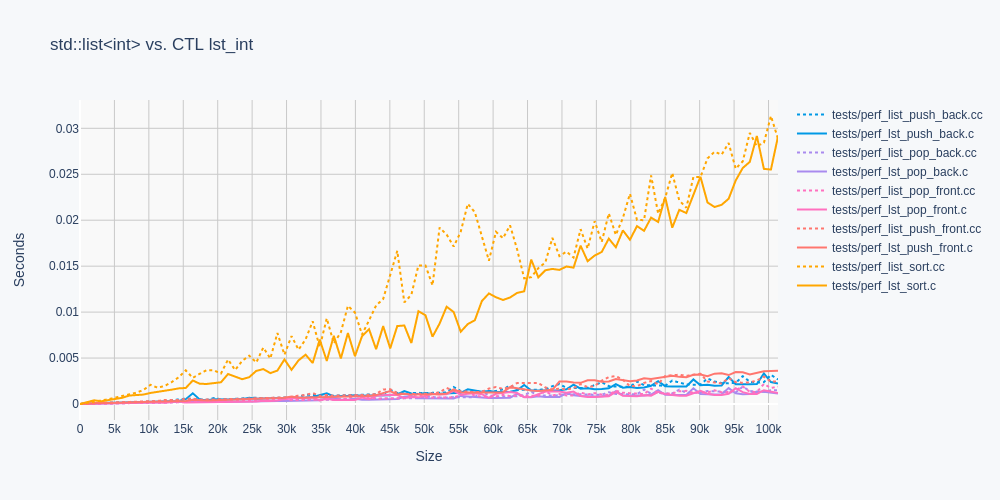 std::list<int> vs. CTL lst_int
Seconds
0.03
0.025
0.02
0.015
0.01
0.005
0
0 5k 10k 15k 20k 25k 30k 35k 40k 45k 50k 55k 60k 65k 70k 75k 80k 85k 90k 95k 100k
Size
tests/perf_list_push_back.cc
tests/perf_lst_push_back.c
tests/perf_list_pop_back.cc
tests/perf_lst_pop_back.c
tests/perf_list_pop_front.cc
tests/perf_lst_pop_front.c
tests/perf_list_push_front.cc
tests/perf_lst_push_front.c
tests/perf_list_sort.cc
tests/perf_lst_sort.c